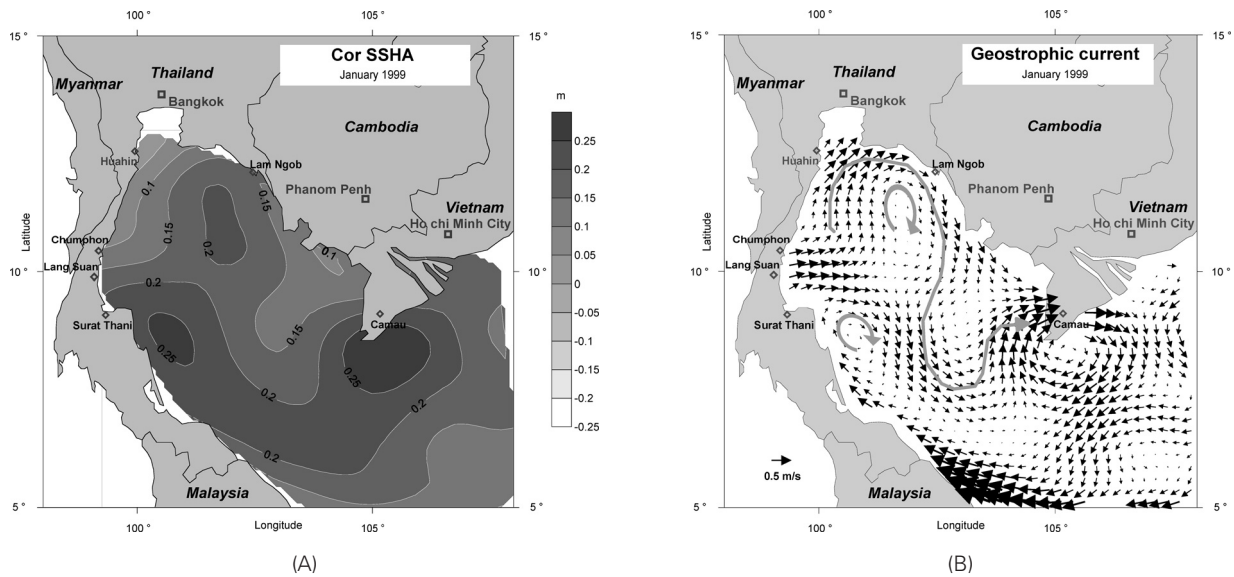 100 °
105 °
15 °
15 °
Cor SSHA
January 1999
Myanmar
Thailand
Bangkok
Cambodia
Huahin
Lam Ngob
Phanom Penh
Vietnam
Ho chi Minh City
Latitude
Chumphon
Lang Suan
10 °
10 °
Surat Thani
Camau
Malaysia
0.1
0.15
0.15
0.2
0.1
0.2
0.15
0.25
0.25
0.2
0.2
0.2
5 °
5 °
100 °
Longitude
105 °
m
0.25
0.2
0.15
0.1
0.05
0
-0.05
-0.1
-0.15
-0.2
-0.25
(A)
100 °
105 °
15 °
15 °
Geostrophic current
January 1999
Myanmar
Thailand
Bangkok
Cambodia
Huahin
Lam Ngob
Phanom Penh
Vietnam
Ho chi Minh City
Latitude
Chumphon
Lang Suan
10 °
10 °
Surat Thani
Camau
0.5 m/s
Malaysia
5 °
5 °
100 °
Longitude
105 °
(B)